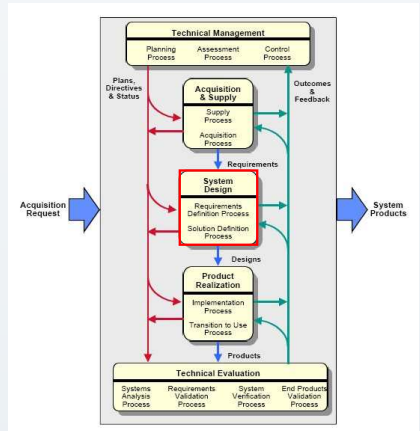 Technical Management
Planning
Process
Assessment
Process
Control
Process
Plans,
Directives
& Status
Outcomes
&
Feedback
Acquisition
& Supply
Supply
Process
Acquisition
Process
Requirements
Acquisition
Request
System
Design
Requirements
Definition Process
Solution Definition
Process
System
Products
Designs
Product
Realization
Implementation
Process
Transition to Use
Process
Products
Technical Evaluation
Systems
Analysis
Process
Requirements
Validation
Process
System
Verification
Process
End Products
Validation
Process